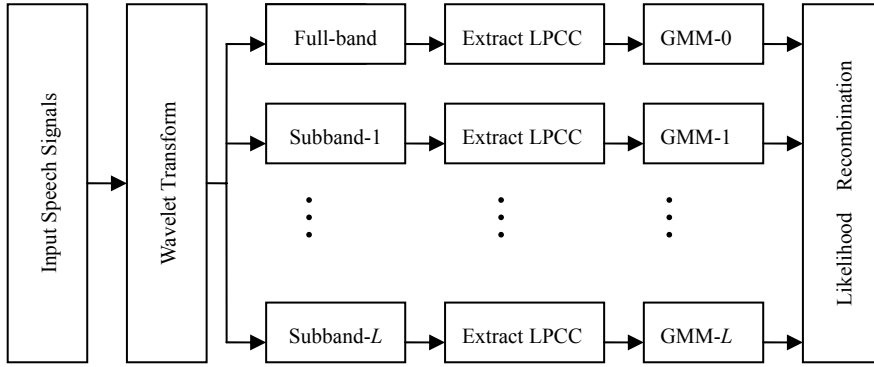 Input Speech Signals
Wavelet Transform
Full-band
Extract LPCC
GMM-0
Subband-1
Extract LPCC
GMM-1
Subband-L
Extract LPCC
GMM-L
Likelihood Recombination